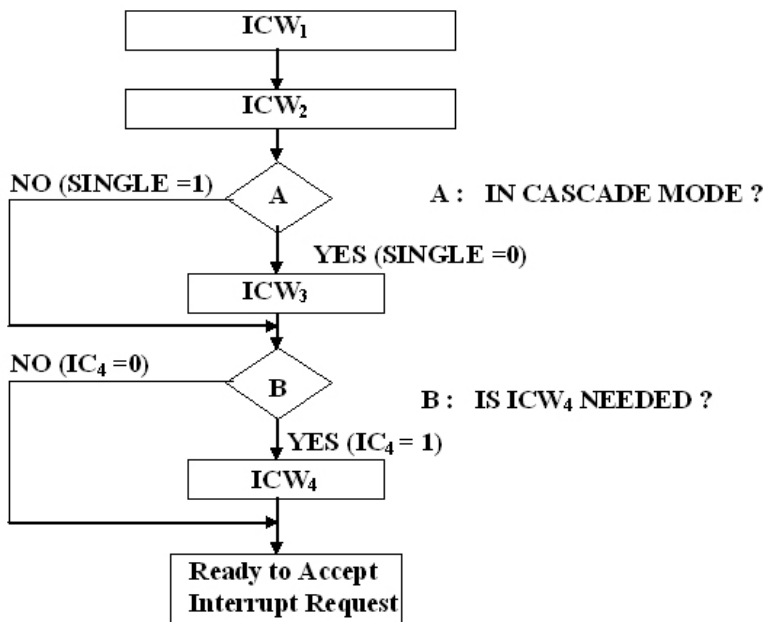 ICW₁
ICW₂
NO (SINGLE =1)
A
A : IN CASCADE MODE ?
YES (SINGLE =0)
ICW₃
NO (IC₄ =0)
B
B : IS ICW₄ NEEDED ?
YES (IC₄ = 1)
ICW₄
Ready to Accept
Interrupt Request